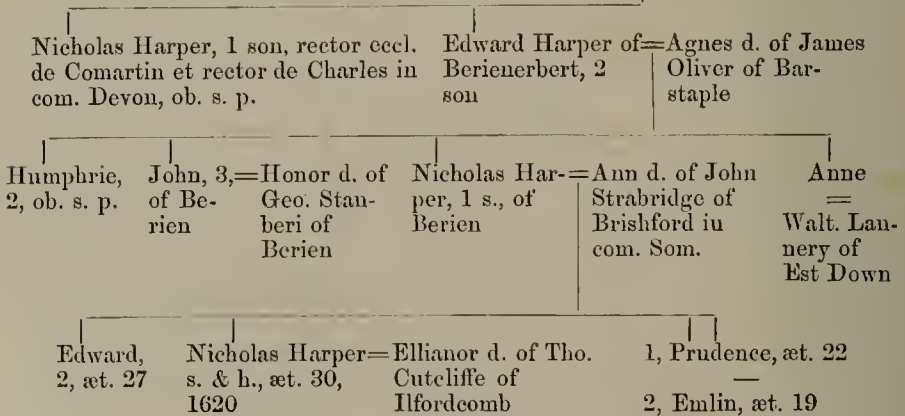 Nicholas Harper, 1 son, rector eccl.
de Comartin et rector de Charles in
com. Devon, ob. s. p.
Edward Harper of=Agnes d. of James
Berienerbert, 2 Oliver of Bar-
son staple
Humphrie,
2, ob. s. p.
John, 3,=Honor d. of
of Be- Geo. Stan-
rien beri of
Berien
Nicholas Har-=Ann d. of John
per, 1 s., of Strabridge of
Berien Brishford in
com. Som.
Anne
=
Walt. Lan-
nery of
Est Down
Edward,
2, æt. 27
Nicholas Harper=Ellianor d. of Tho.
s. & h., æt. 30, Cutcliffe of
1620 Ilfordcomb
1, Prudence, æt. 22
—
2, Emlin, æt. 19